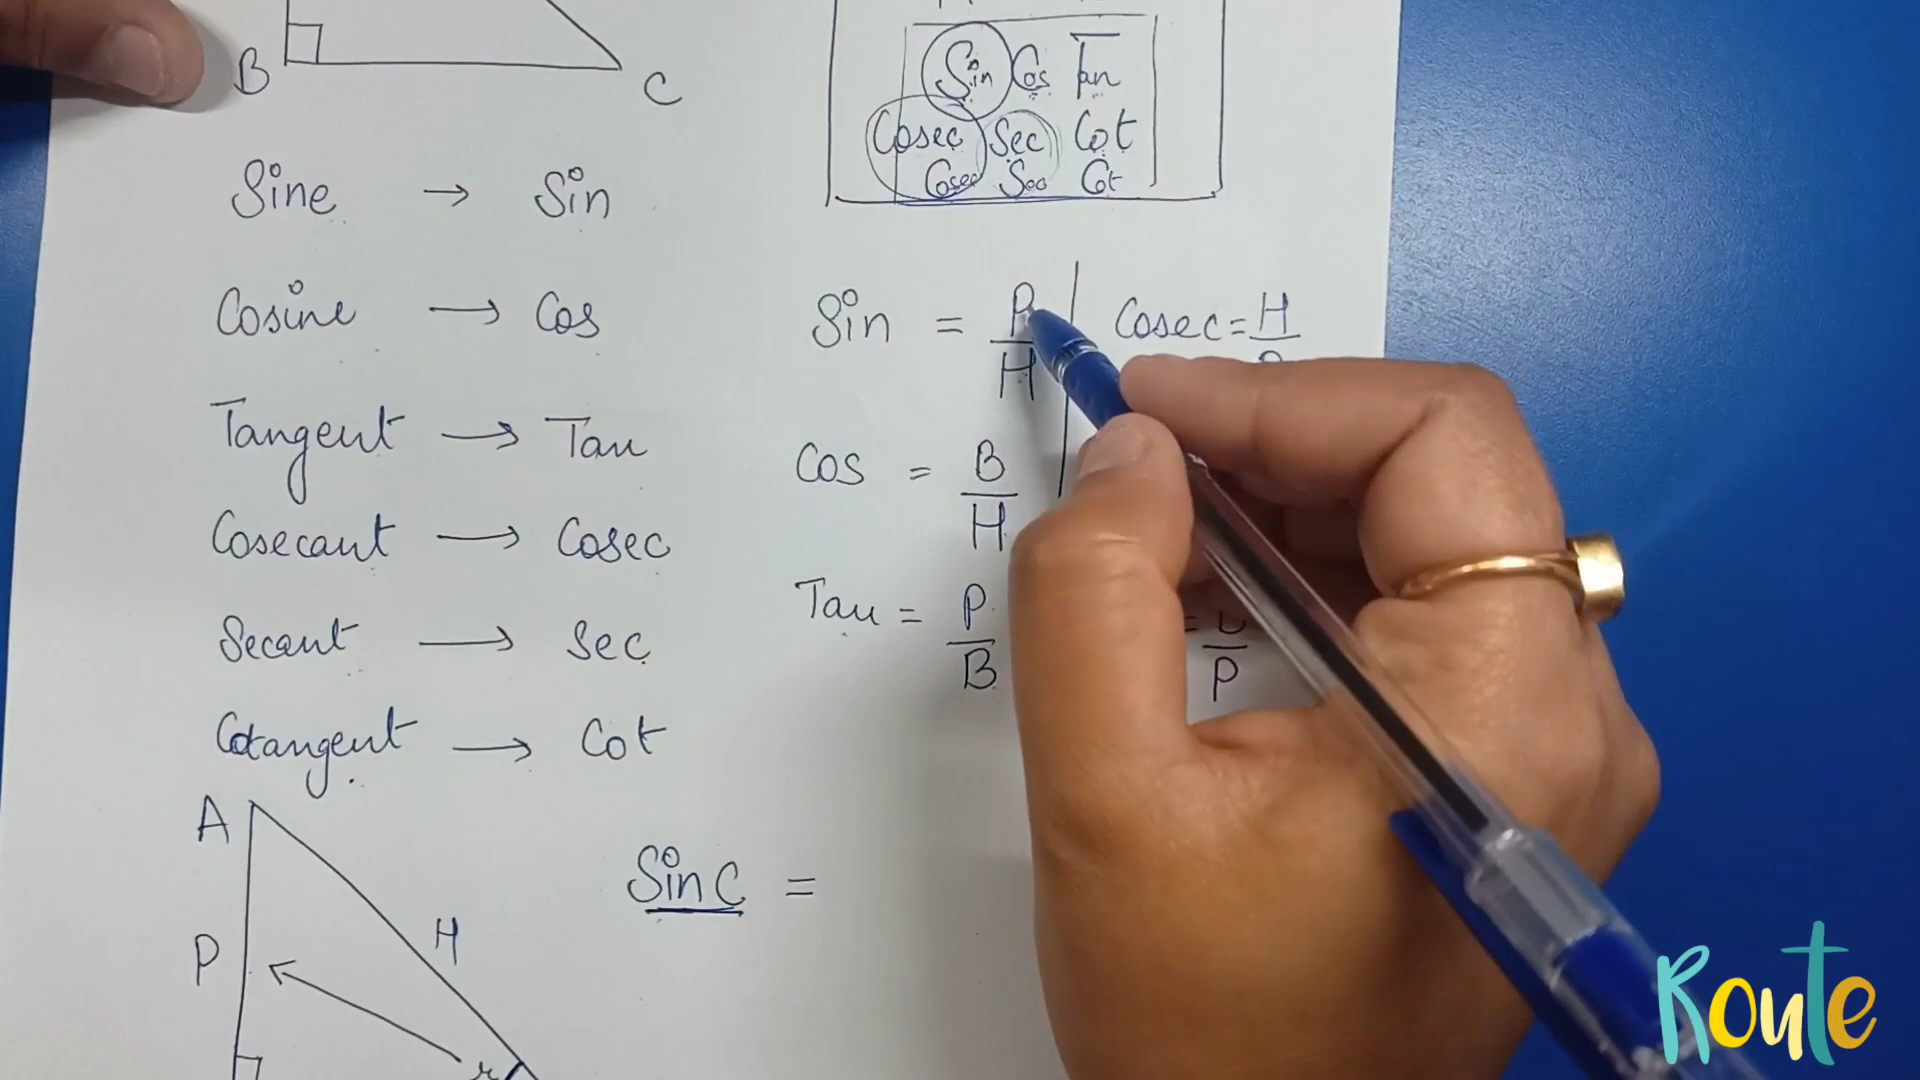 B
C
Sin Cos Tan
Cosec Sec Cot
Cosec Sec Cot
Sine → Sin
Cosine → Cos
Tangent → Tan
Cosecant → Cosec
Secant → Sec
Cotangent → Cot
Sin = P/H
Cosec = H
Cos = B/H
Tan = P/B
= /P
A
P
H
Sin C =
Route